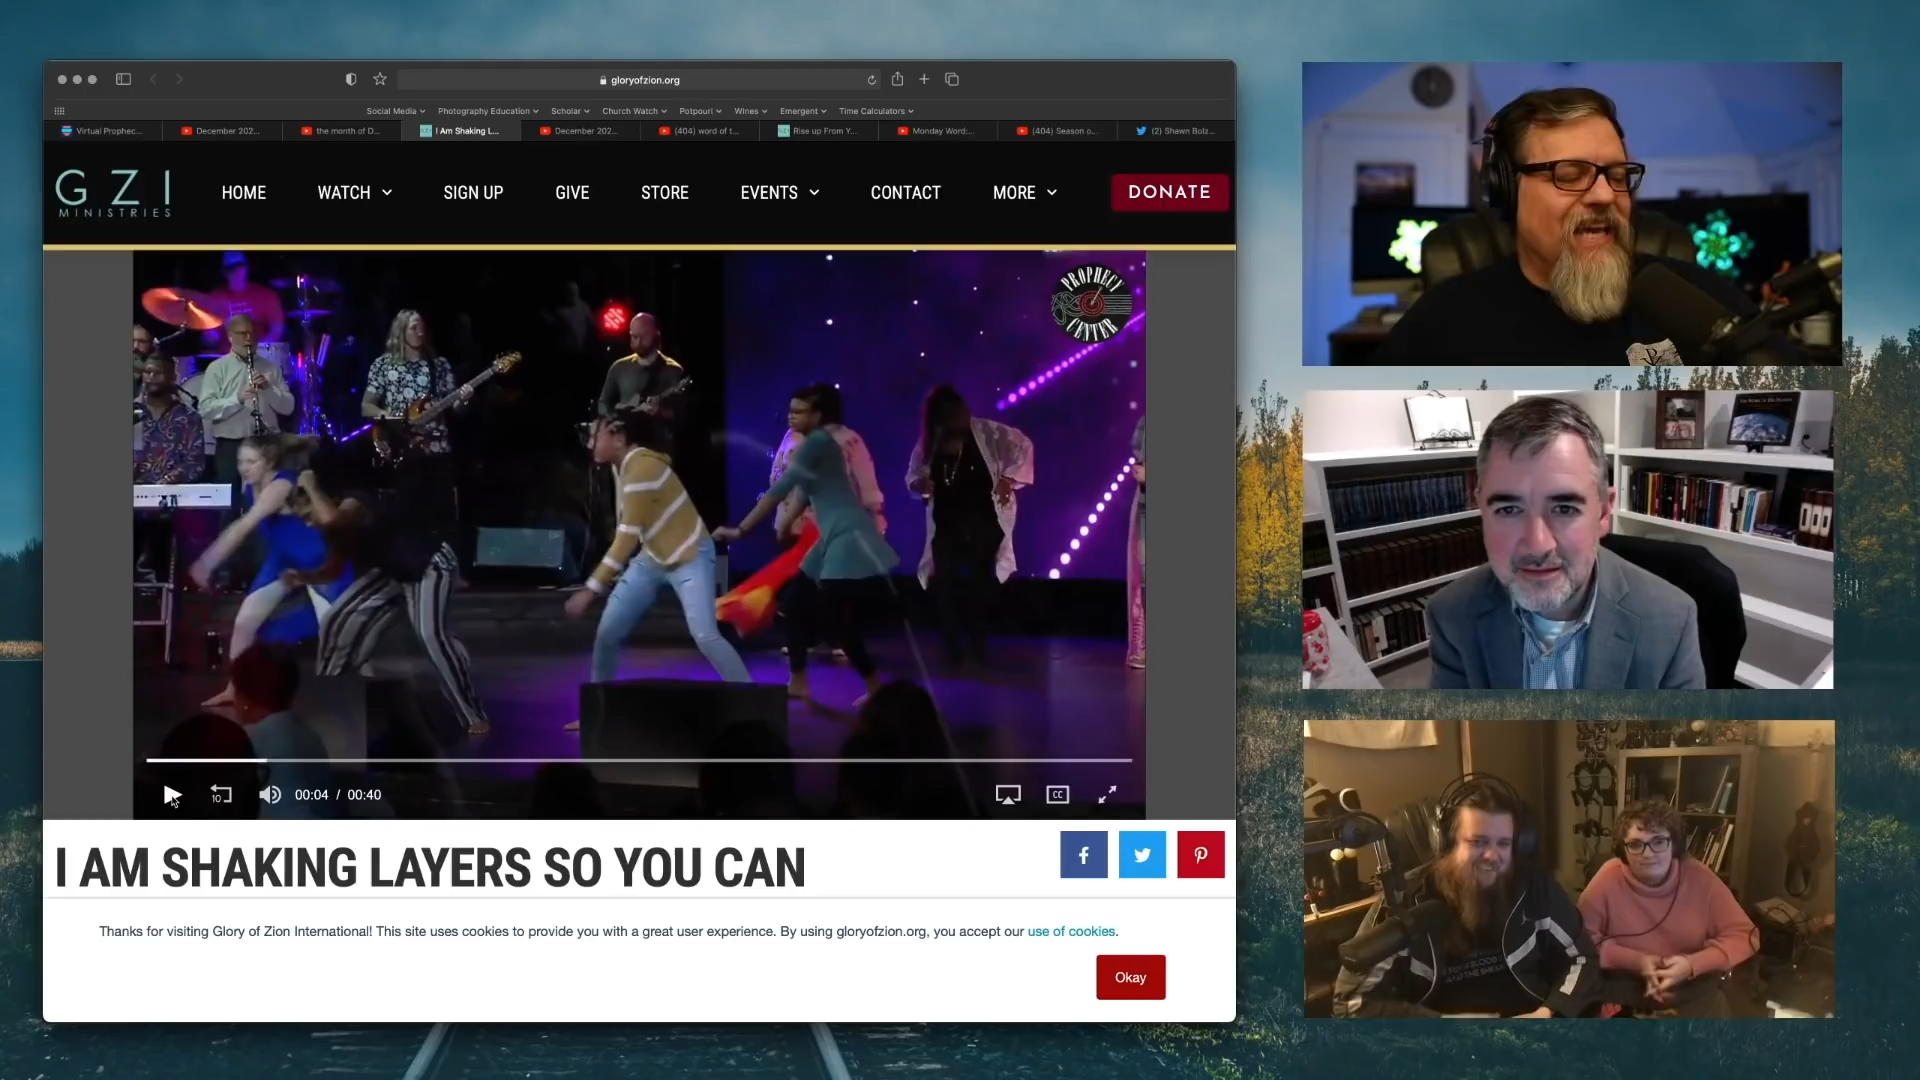 gloryofzion.org
Social Media
Photography Education
Scholar
Church Watch
Potpourri
Wines
Emergent
Time Calculators
Virtual Prophec...
December 202...
the month of D...
I Am Shaking L...
December 202...
(404) word of t...
Rise up From Y...
Monday Word:...
(404) Season o...
(2) Shawn Bolz...
GZI
MINISTRIES
HOME
WATCH
SIGN UP
GIVE
STORE
EVENTS
CONTACT
MORE
DONATE
PROPHECY
CENTER
10
00:04 / 00:40
CC
I AM SHAKING LAYERS SO YOU CAN
Thanks for visiting Glory of Zion International! This site uses cookies to provide you with a great user experience. By using gloryofzion.org, you accept our use of cookies.
Okay